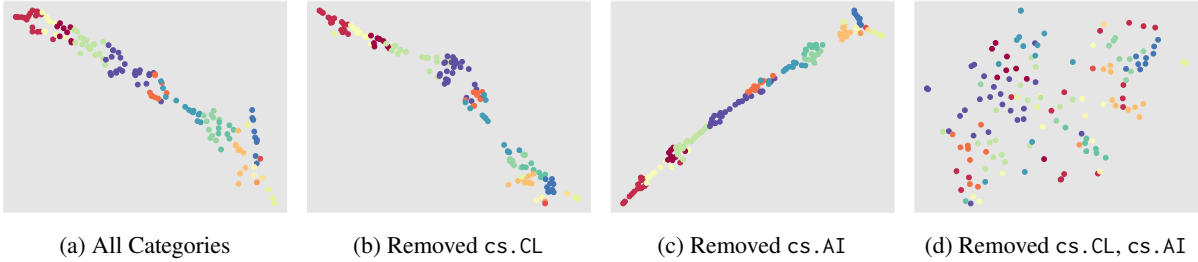 (a) All Categories
(b) Removed cs.CL
(c) Removed cs.AI
(d) Removed cs.CL, cs.AI